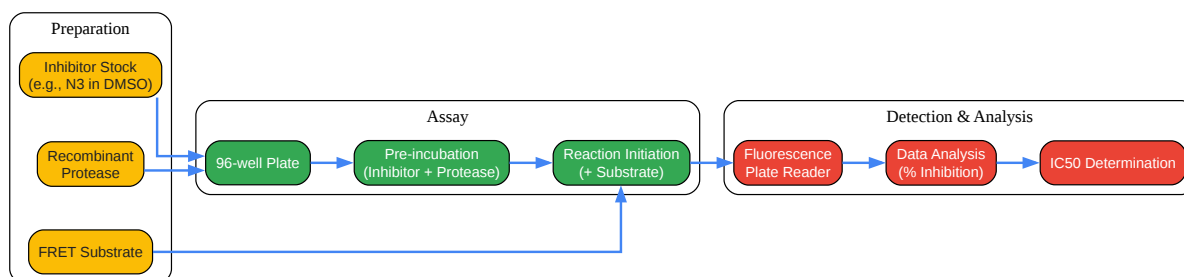 Preparation
Inhibitor Stock
(e.g., N3 in DMSO)
Recombinant
Protease
FRET Substrate
Assay
96-well Plate
Pre-incubation
(Inhibitor + Protease)
Reaction Initiation
(+ Substrate)
Detection & Analysis
Fluorescence
Plate Reader
Data Analysis
(% Inhibition)
IC50 Determination